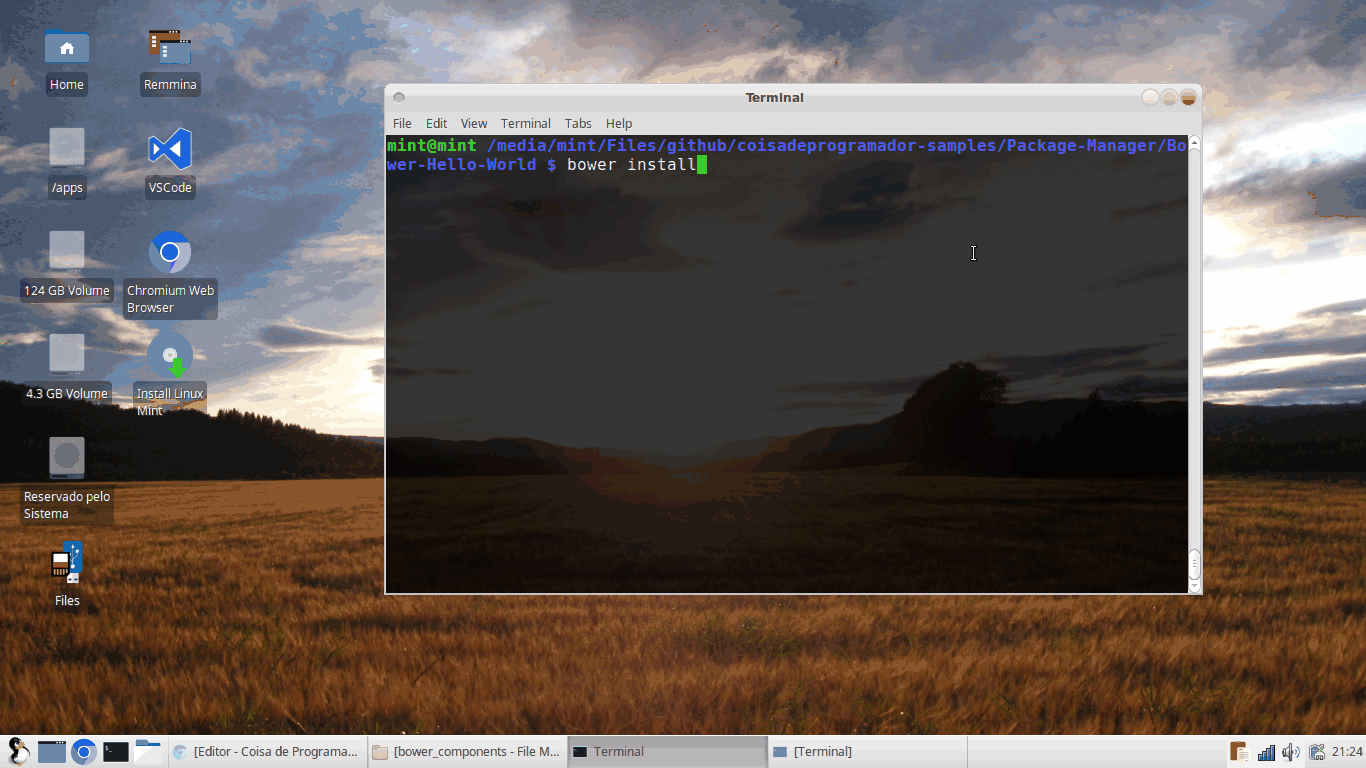 Home
Remmina
/apps
VSCode
124 GB Volume
Chromium Web
Browser
4.3 GB Volume
Install Linux
Mint
Reservado pelo
Sistema
Files
Terminal
File Edit View Terminal Tabs Help
mint@mint /media/mint/Files/github/coisadeprogramador-samples/Package-Manager/Bo
wer-Hello-World $ bower install
[Editor - Coisa de Programa... [bower_components - File M... Terminal [Terminal] 21:24